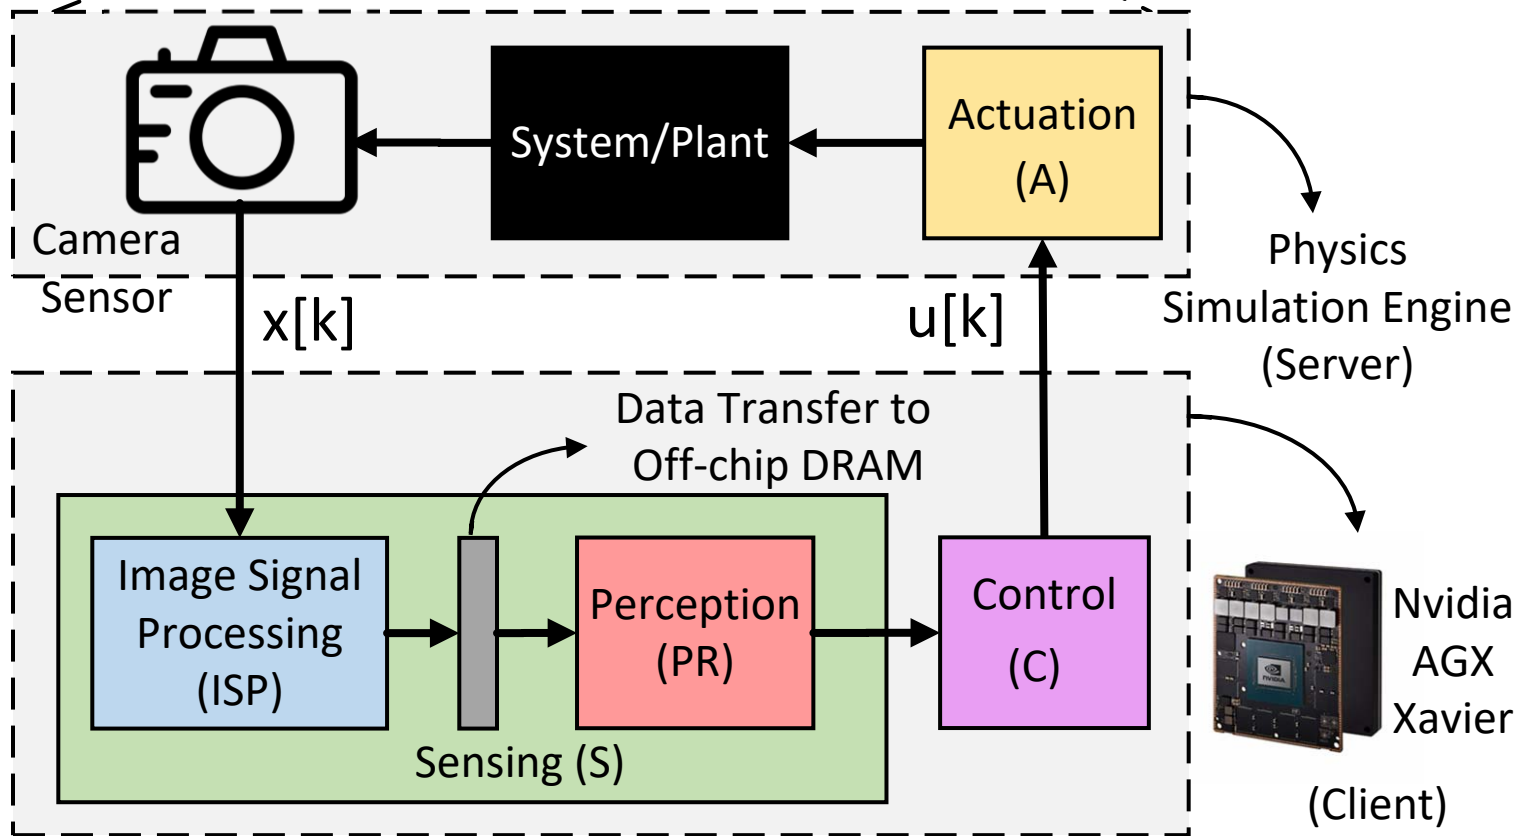 System/Plant
Actuation
(A)
Camera
Sensor
x[k]
u[k]
Physics
Simulation Engine
(Server)
Data Transfer to
Off-chip DRAM
Image Signal
Processing
(ISP)
Perception
(PR)
Control
(C)
Sensing (S)
Nvidia
AGX
Xavier
(Client)
NVIDIA